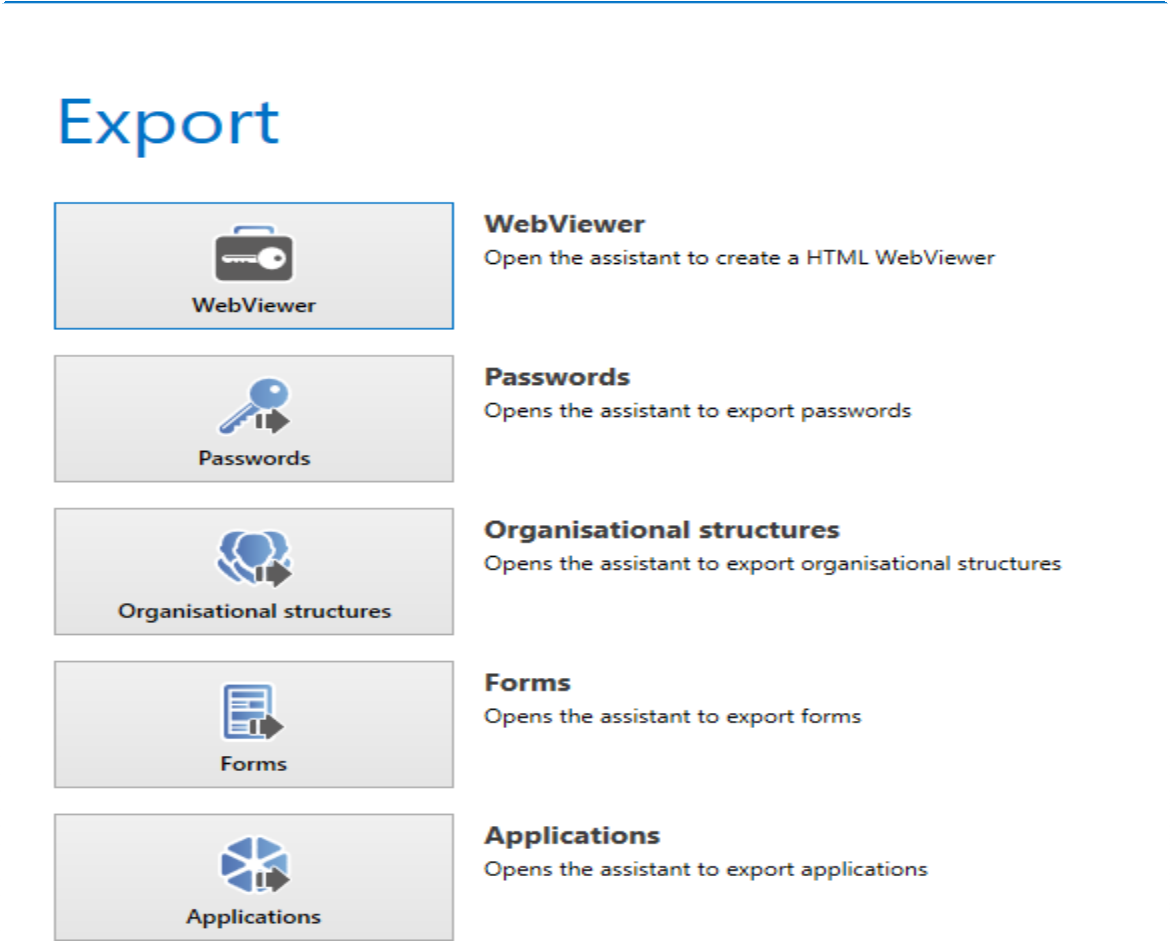 Export
WebViewer
WebViewer
Open the assistant to create a HTML WebViewer
Passwords
Passwords
Opens the assistant to export passwords
Organisational structures
Organisational structures
Opens the assistant to export organisational structures
Forms
Forms
Opens the assistant to export forms
Applications
Applications
Opens the assistant to export applications